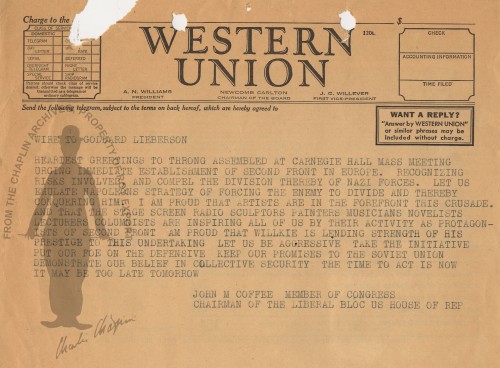 Charge to the
$
WESTERN
UNION
1206
CHECK
ACCOUNTING INFORMATION
TIME FILED
A. N. WILLIAMS
PRESIDENT
NEWCOMB CARLTON
CHAIRMAN OF THE BOARD
J. C. WILLEVER
FIRST VICE-PRESIDENT
Send the following telegram, subject to the terms on back hereof, which are hereby agreed to
WANT A REPLY?
"Answer by WESTERN UNION"
or similar phrases may be
included without charge.
WIRE TO GODDARD LIEBERSON
HEARTIEST GREETINGS TO THRONG ASSEMBLED AT CARNEGIE HALL MASS MEETING
URGING IMMEDIATE ESTABLISHMENT OF SECOND FRONT IN EUROPE. RECOGNIZING
RISKS INVOLVED AND COMPEL THE DIVISION THEREBY OF NAZI FORCES. LET US
EMULATE NAPOLEONS STRATEGY OF FORCING THE ENEMY TO DIVIDE AND THEREBY
CONQUERING HIM. I AM PROUD THAT ARTISTS ARE IN THE FOREFRONT THIS CRUSADE.
AND THAT THE STAGE SCREEN RADIO SCULPTORS PAINTERS MUSICIANS NOVELISTS
AND COLUMNISTS ARE INSPIRING ALL OF US BY THEIR ACTIVITY AS PROTAGON-
ISTS OF SECOND FRONT AM PROUD THAT WILLKIE IS LENDING STRENGTH OF HIS
PRESTIGE TO THIS UNDERTAKING LET US BE AGGRESSIVE TAKE THE INITIATIVE
PUT OUR FOE ON THE DEFENSIVE KEEP OUR PROMISES TO THE SOVIET UNION
DEMONSTRATE OUR BELIEF IN COLLECTIVE SECURITY THE TIME TO ACT IS NOW
IT MAY BE TOO LATE TOMORROW
JOHN M COFFEE MEMBER OF CONGRESS
CHAIRMAN OF THE LIBERAL BLOC US HOUSE OF REP
FROM THE CHAPLIN ARCHIVES PROPERTY OF
Charlie Chaplin